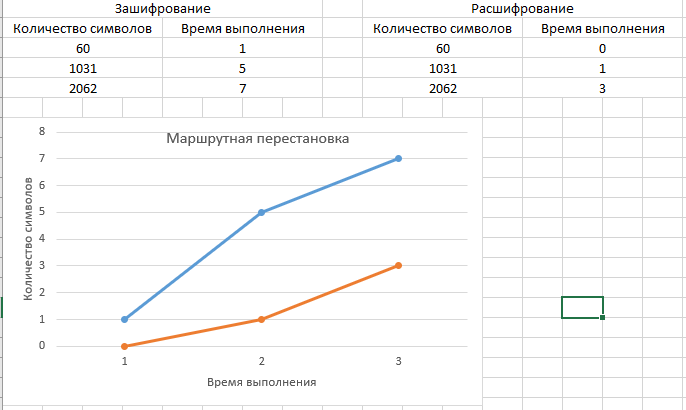 Зашифрование Расшифрование
Количество символов Время выполнения Количество символов Время выполнения
60 1 60 0
1031 5 1031 1
2062 7 2062 3
Маршрутная перестановка
8
7
6
5
4
3
2
1
0
Количество символов
1 2 3
Время выполнения